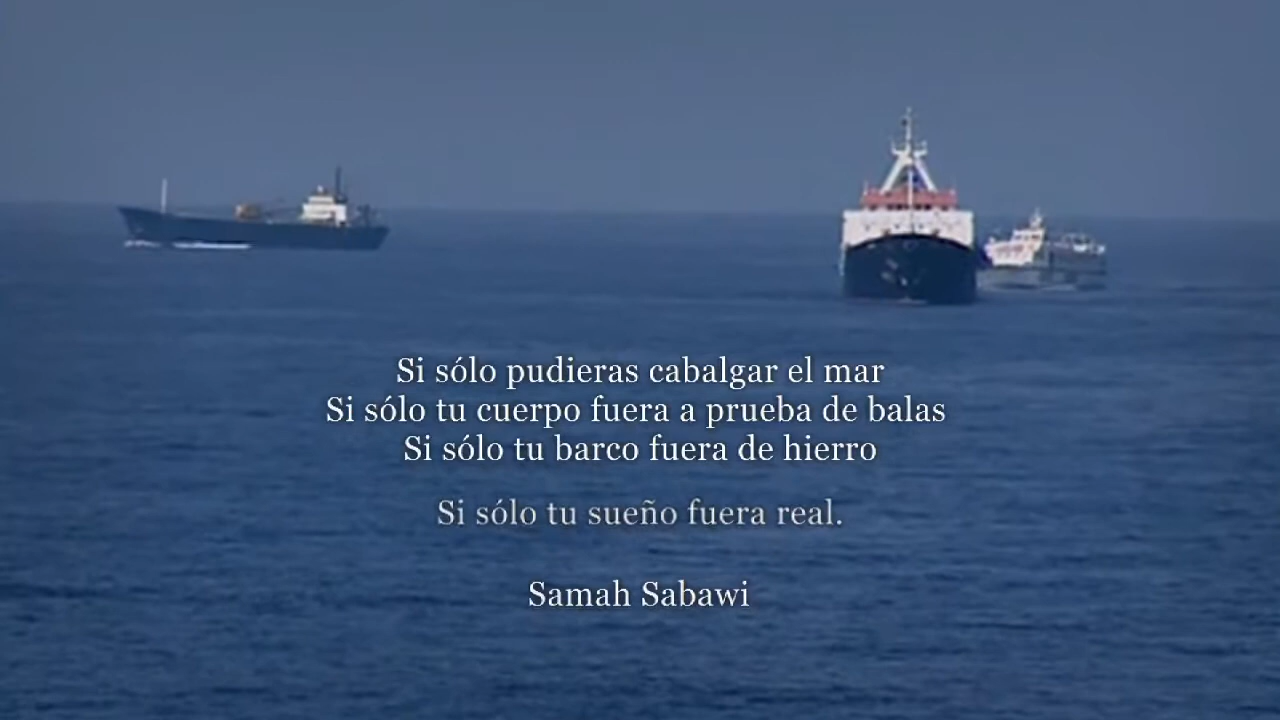 Si sólo pudieras cabalgar el mar
Si sólo tu cuerpo fuera a prueba de balas
Si sólo tu barco fuera de hierro
Si sólo tu sueño fuera real.
Samah Sabawi